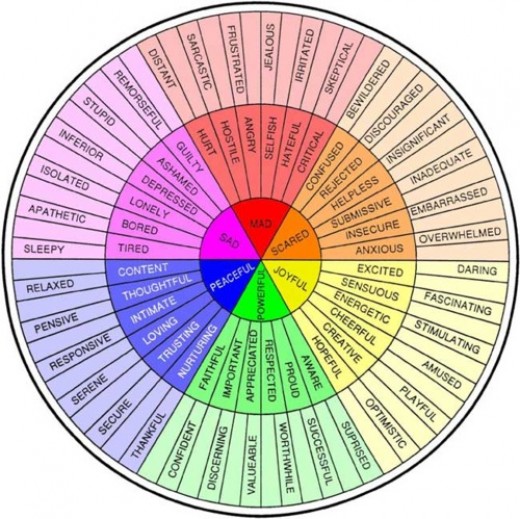 MAD
SCARED
JOYFUL
POWERFUL
PEACEFUL
SAD
HURT
HOSTILE
ANGRY
SELFISH
HATEFUL
CRITICAL
CONFUSED
REJECTED
HELPLESS
SUBMISSIVE
INSECURE
ANXIOUS
EXCITED
SENSUOUS
ENERGETIC
CHEERFUL
CREATIVE
HOPEFUL
AWARE
PROUD
RESPECTED
APPRECIATED
IMPORTANT
FAITHFUL
NURTURING
TRUSTING
LOVING
INTIMATE
THOUGHTFUL
CONTENT
TIRED
BORED
LONELY
DEPRESSED
ASHAMED
GUILTY
DISTANT
SARCASTIC
FRUSTRATED
JEALOUS
IRRITATED
SKEPTICAL
BEWILDERED
DISCOURAGED
INSIGNIFICANT
INADEQUATE
EMBARRASSED
OVERWHELMED
DARING
FASCINATING
STIMULATING
AMUSED
PLAYFUL
OPTIMISTIC
SUPRISED
SUCCESSFUL
WORTHWHILE
VALUEABLE
DISCERNING
CONFIDENT
THANKFUL
SECURE
SERENE
RESPONSIVE
PENSIVE
RELAXED
SLEEPY
APATHETIC
ISOLATED
INFERIOR
STUPID
REMORSEFUL